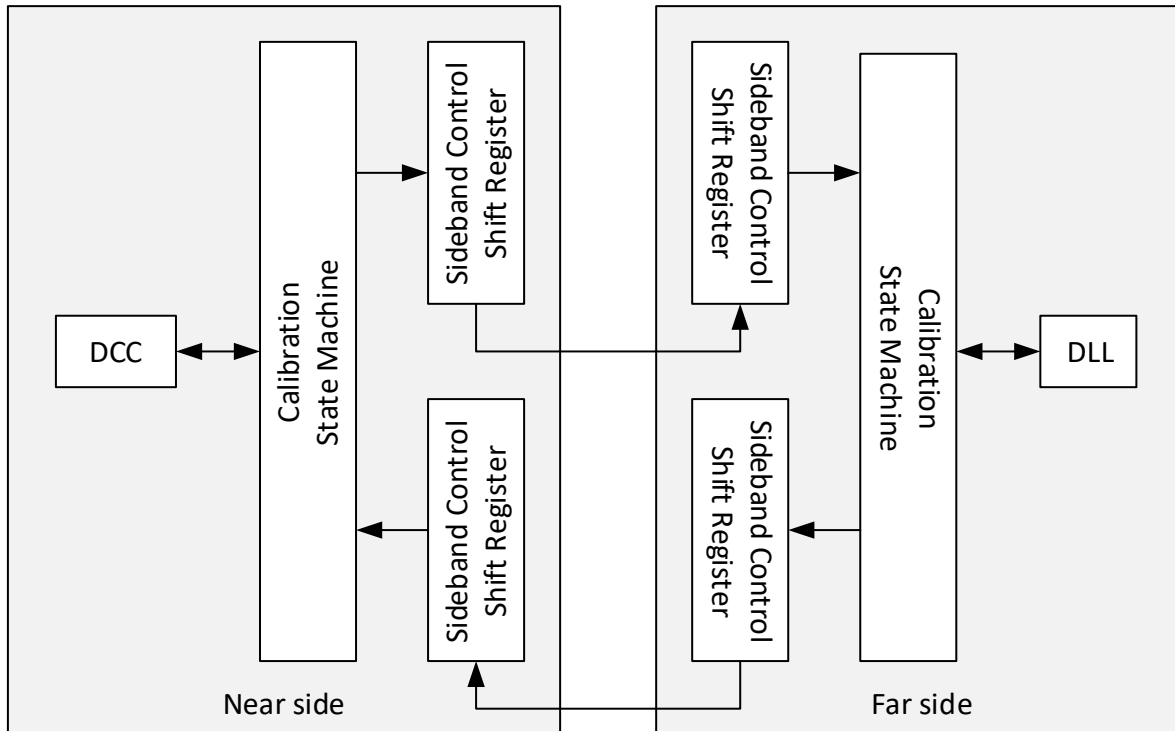 DCC
Calibration
State Machine
Sideband Control
Shift Register
Sideband Control
Shift Register
Near side
Sideband Control
Shift Register
Sideband Control
Shift Register
Calibration
State Machine
DLL
Far side